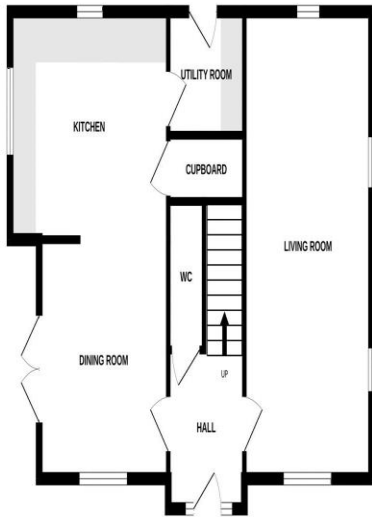 UTILITY ROOM
KITCHEN
CUPBOARD
LIVING ROOM
WC
DINING ROOM
UP
HALL